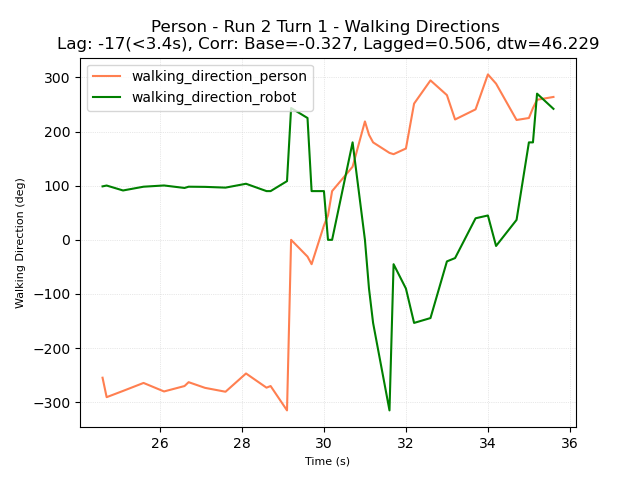 Person - Run 2 Turn 1 - Walking Directions
Lag: -17(<3.4s), Corr: Base=-0.327, Lagged=0.506, dtw=46.229
walking_direction_person
walking_direction_robot
Walking Direction (deg)
300
200
100
0
−100
−200
−300
26
28
30
32
34
36
Time (s)